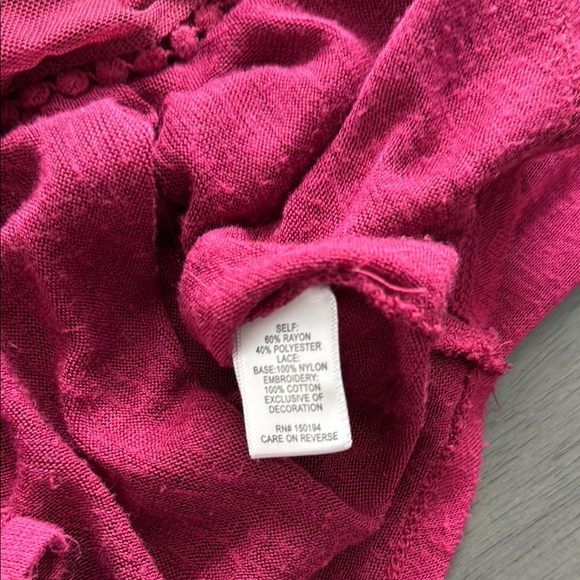 SELF:
60% RAYON
40% POLYESTER
LACE:
BASE:100% NYLON
EMBROIDERY:
100% COTTON
EXCLUSIVE OF
DECORATION
RN# 150194
CARE ON REVERSE